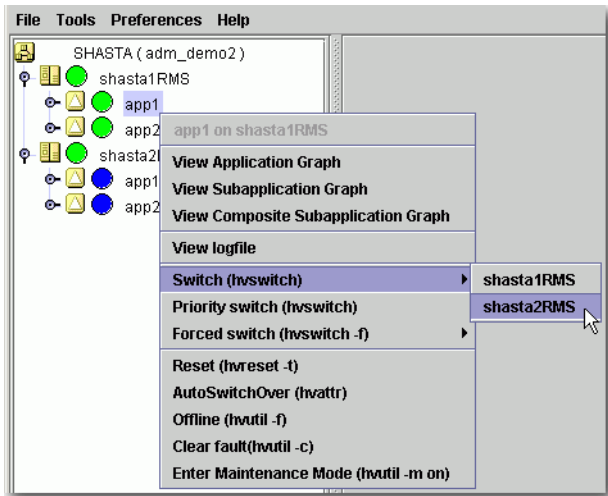 File Tools Preferences Help
SHASTA ( adm_demo2 )
shasta1RMS
app1
app2
app1 on shasta1RMS
shasta2
app1
app2
View Application Graph
View Subapplication Graph
View Composite Subapplication Graph
View logfile
Switch (hvswitch)
shasta1RMS
Priority switch (hvswitch)
shasta2RMS
Forced switch (hvswitch -f)
Reset (hvreset -t)
AutoSwitchOver (hvattr)
Offline (hvutil -f)
Clear fault(hvutil -c)
Enter Maintenance Mode (hvutil -m on)